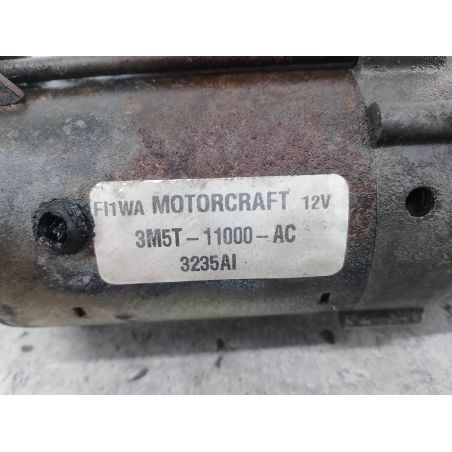 FI1WA MOTORCRAFT 12V
3M5T-11000-AC
3235AI